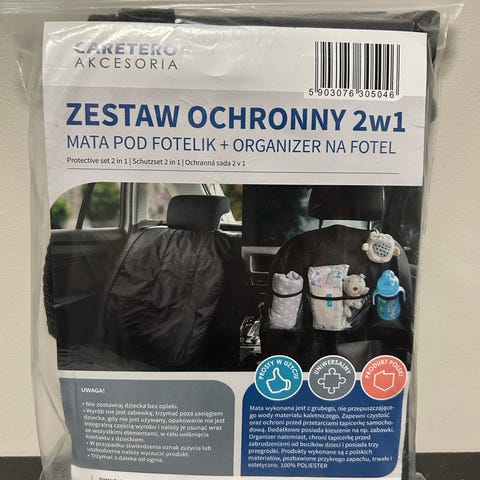 CARETERO
AKCESORIA
5 903076 305046
ZESTAW OCHRONNY 2w1
MATA POD FOTELIK + ORGANIZER NA FOTEL
Protective set 2 in 1 | Schutzset 2 in 1 | Ochranná sada 2 v 1
PROSTY W UŻYCIU
UNIWERSALNY
PRODUKT POLSKI
UWAGA!
• Nie zostawiaj dziecka bez opieki.
• Wyrób nie jest zabawką; trzymać poza zasięgiem
dziecka, gdy nie jest używany, opakowanie nie jest
integralną częścią wyrobu i należy je usunąć wraz
ze wszystkimi elementami, w celu uniknięcia
kontaktu z dzieckiem.
• W przypadku stwierdzenia oznak zużycia lub
uszkodzenia należy wyrzucić produkt.
• Trzymać z daleka od ognia.
Mata wykonana jest z grubego, nie przepuszczające-
go wody materiału kaletniczego. Zapewni czystość
oraz ochroni przed przetarciami tapicerkę samocho-
dową. Dodatkowo posiada kieszenie na np. zabawki.
Organizer natomiast, chroni tapicerkę przed
zabrudzeniami od bucików dzieci i posiada trzy
przegródki. Produkty wykonane są z polskich
materiałów, pozbawione przykrego zapachu, trwałe i
estetyczne. 100% POLIESTER